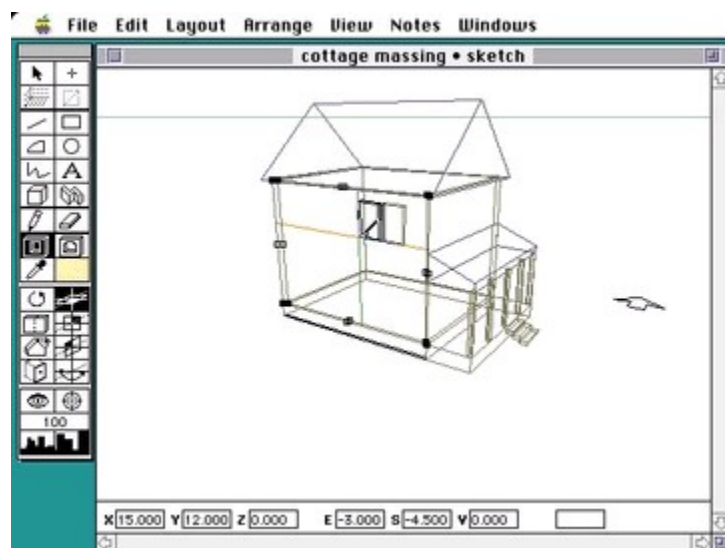 File Edit Layout Arrange View Notes Windows
cottage massing • sketch
A
100
X 15.000 Y 12.000 Z 0.000 E -3.000 S -4.500 V 0.000